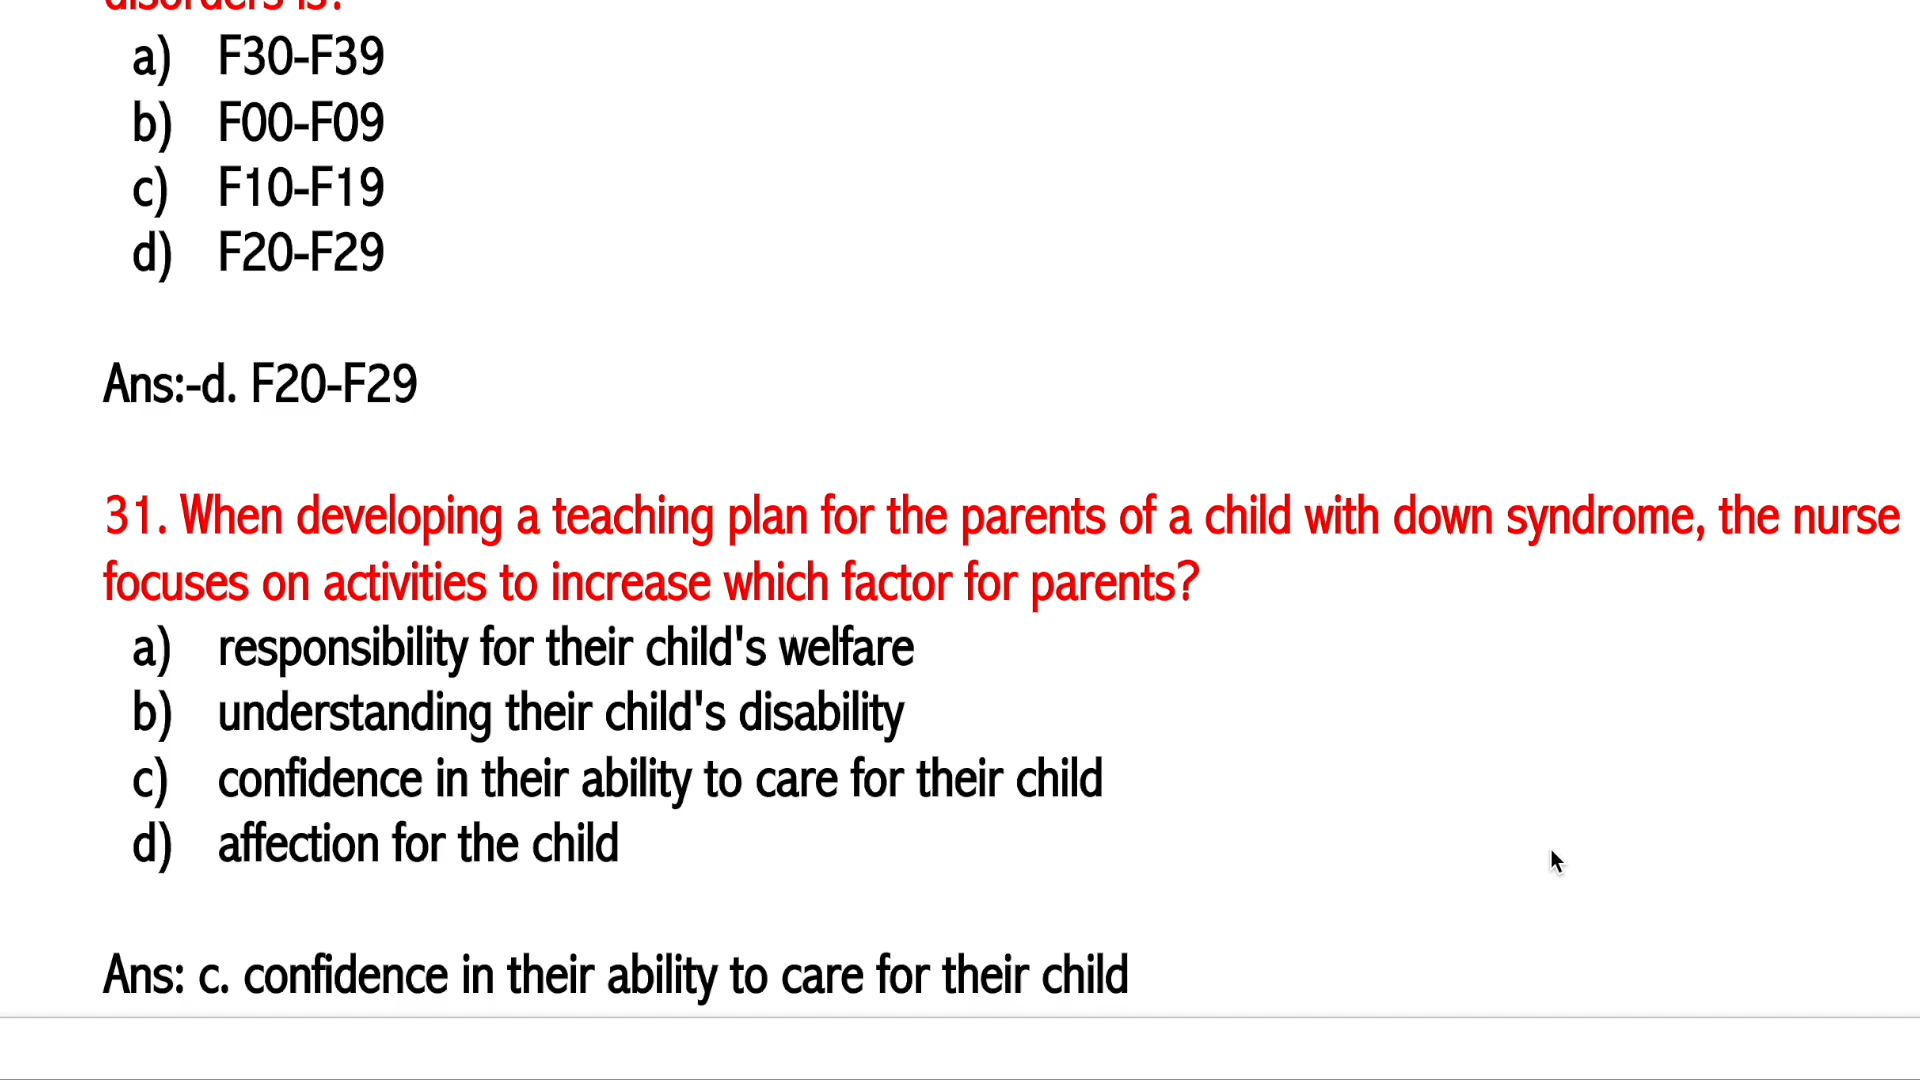 disorders is?
a) F30-F39
b) F00-F09
c) F10-F19
d) F20-F29
Ans:-d. F20-F29
31. When developing a teaching plan for the parents of a child with down syndrome, the nurse
focuses on activities to increase which factor for parents?
a) responsibility for their child's welfare
b) understanding their child's disability
c) confidence in their ability to care for their child
d) affection for the child
Ans: c. confidence in their ability to care for their child